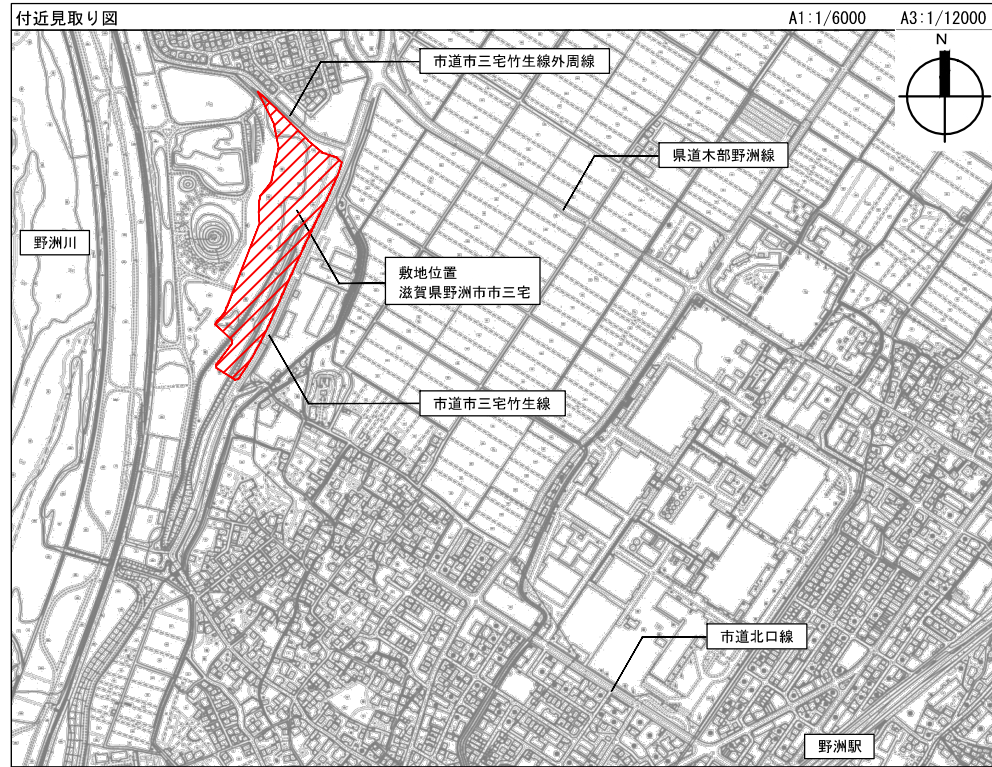 付近見取り図
A1:1/6000 A3:1/12000
N
市道市三宅竹生線外周線
県道木部野洲線
野洲川
敷地位置
滋賀県野洲市市三宅
市道市三宅竹生線
市道北口線
野洲駅